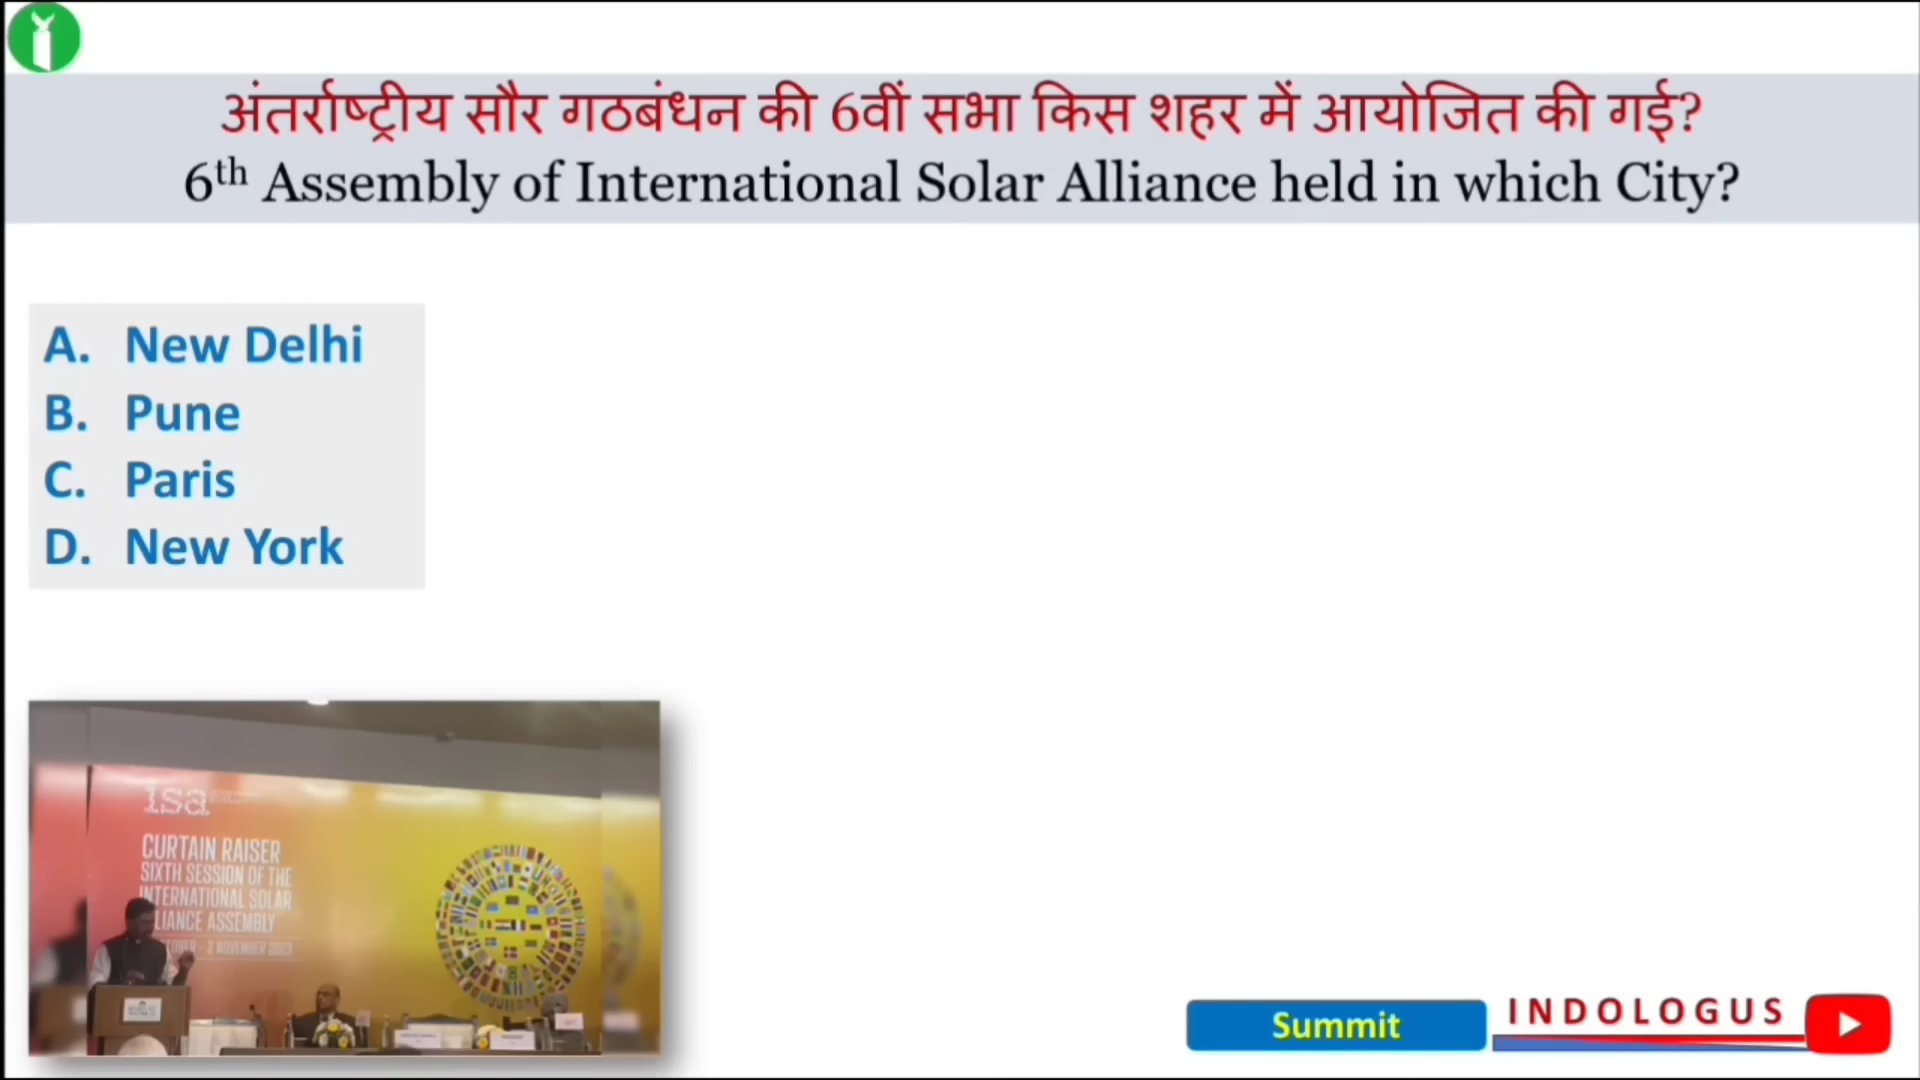 अंतर्राष्ट्रीय सौर गठबंधन की 6वीं सभा किस शहर में आयोजित की गई?
6th Assembly of International Solar Alliance held in which City?
A. New Delhi
B. Pune
C. Paris
D. New York
isa
CURTAIN RAISER
SIXTH SESSION OF THE
INTERNATIONAL SOLAR
LIANCE ASSEMBLY
- 2 NOVEMBER 2023
Summit
INDOLOGUS